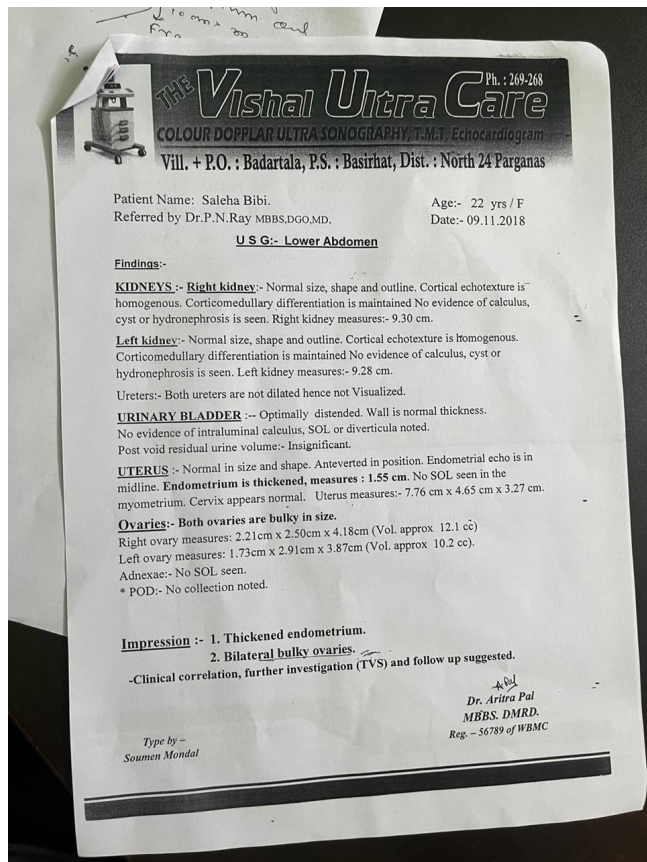 10 cm x 30 and
THE Vishal Ultra Care
Ph. : 269-268
COLOUR DOPPLAR ULTRA SONOGRAPHY, T.M.T, Echocardiogram
Vill. + P.O. : Badartala, P.S. : Basirhat, Dist. : North 24 Parganas
Patient Name: Saleha Bibi. Age:- 22 yrs / F
Referred by Dr.P.N.Ray MBBS,DGO,MD. Date:- 09.11.2018
U S G:- Lower Abdomen
Findings:-
KIDNEYS :- Right kidney:- Normal size, shape and outline. Cortical echotexture is
homogenous. Corticomedullary differentiation is maintained No evidence of calculus,
cyst or hydronephrosis is seen. Right kidney measures:- 9.30 cm.
Left kidney:- Normal size, shape and outline. Cortical echotexture is homogenous.
Corticomedullary differentiation is maintained No evidence of calculus, cyst or
hydronephrosis is seen. Left kidney measures:- 9.28 cm.
Ureters:- Both ureters are not dilated hence not Visualized.
URINARY BLADDER :-- Optimally distended. Wall is normal thickness.
No evidence of intraluminal calculus, SOL or diverticula noted.
Post void residual urine volume:- Insignificant.
UTERUS :- Normal in size and shape. Anteverted in position. Endometrial echo is in
midline. Endometrium is thickened, measures : 1.55 cm. No SOL seen in the
myometrium. Cervix appears normal. Uterus measures:- 7.76 cm x 4.65 cm x 3.27 cm.
Ovaries:- Both ovaries are bulky in size.
Right ovary measures: 2.21cm x 2.50cm x 4.18cm (Vol. approx 12.1 cc)
Left ovary measures: 1.73cm x 2.91cm x 3.87cm (Vol. approx 10.2 cc).
Adnexae:- No SOL seen.
* POD:- No collection noted.
Impression :- 1. Thickened endometrium.
2. Bilateral bulky ovaries.
-Clinical correlation, further investigation (TVS) and follow up suggested.
Dr. Aritra Pal
MBBS. DMRD.
Reg. – 56789 of WBMC
Type by –
Soumen Mondal